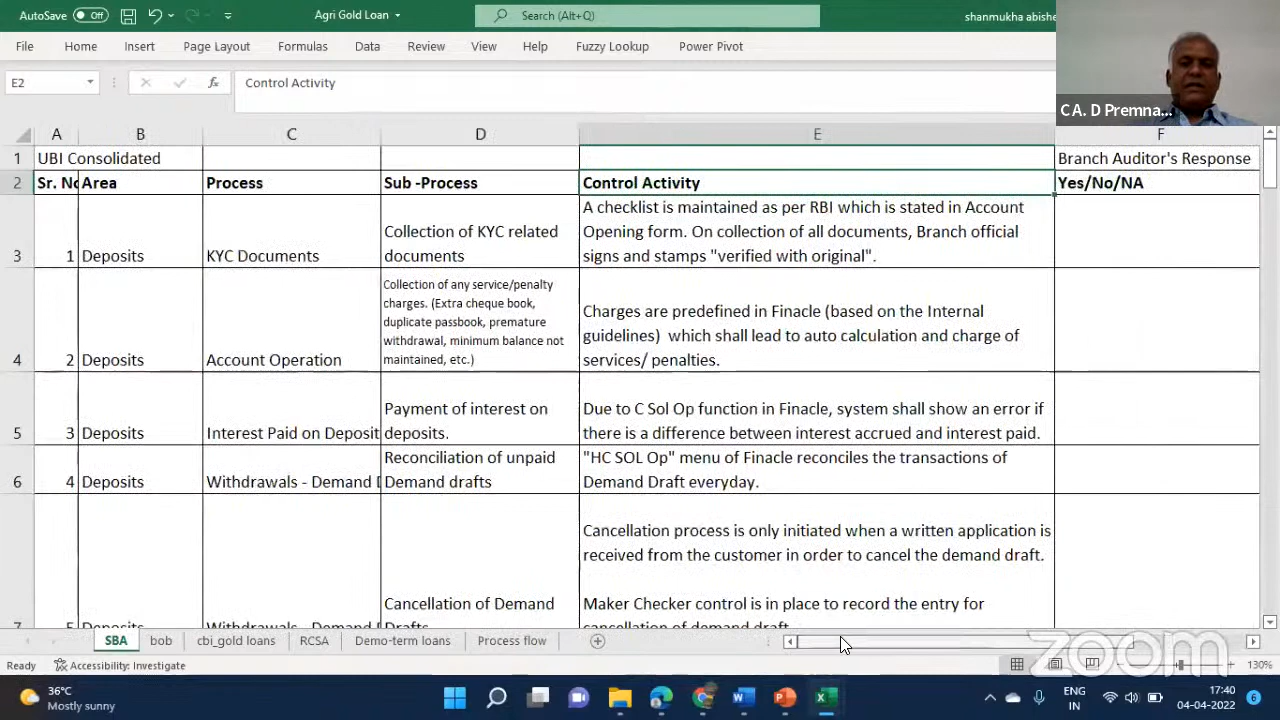 AutoSave Off Agri Gold Loan Search (Alt+Q) shanmukha abishe
File Home Insert Page Layout Formulas Data Review View Help Fuzzy Lookup Power Pivot
C A. D Premna...
E2 fx Control Activity
A B C D E F
1 UBI Consolidated Branch Auditor's Response
2 Sr. No Area Process Sub -Process Control Activity Yes/No/NA
A checklist is maintained as per RBI which is stated in Account
Collection of KYC related Opening form. On collection of all documents, Branch official
3 1 Deposits KYC Documents documents signs and stamps "verified with original".
Collection of any service/penalty
charges. (Extra cheque book,
duplicate passbook, premature
withdrawal, minimum balance not
maintained, etc.)
Charges are predefined in Finacle (based on the Internal
guidelines) which shall lead to auto calculation and charge of
4 2 Deposits Account Operation services/ penalties.
Payment of interest on Due to C Sol Op function in Finacle, system shall show an error if
5 3 Deposits Interest Paid on Deposit deposits. there is a difference between interest accrued and interest paid.
Reconciliation of unpaid "HC SOL Op" menu of Finacle reconciles the transactions of
6 4 Deposits Withdrawals - Demand Demand drafts Demand Draft everyday.
Cancellation process is only initiated when a written application is
received from the customer in order to cancel the demand draft.
Cancellation of Demand Maker Checker control is in place to record the entry for
7 5 Deposits Withdrawals - Demand Drafts cancellation of demand draft.
SBA bob cbi_gold loans RCSA Demo-term loans Process flow
zoom
Ready Accessibility: Investigate 130%
36°C
Mostly sunny
ENG
IN
17:40
04-04-2022
6